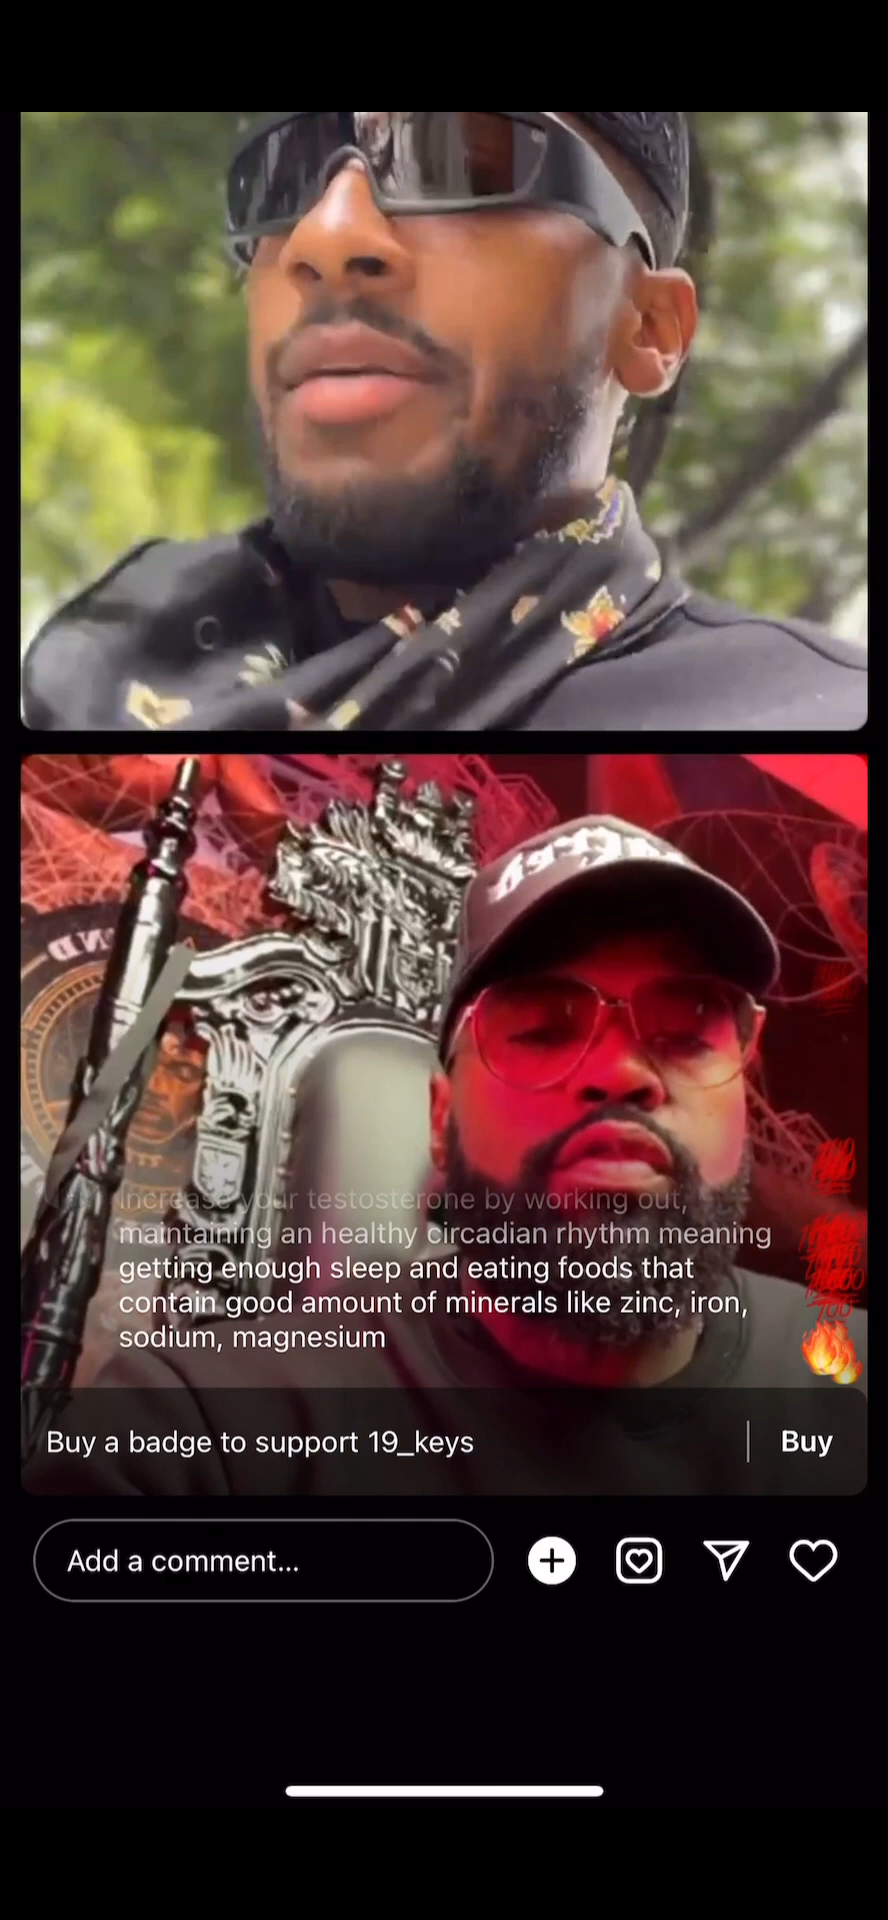 Increase your testosterone by working out,
maintaining an healthy circadian rhythm meaning
getting enough sleep and eating foods that
contain good amount of minerals like zinc, iron,
sodium, magnesium
Buy a badge to support 19_keys
Buy
Add a comment...